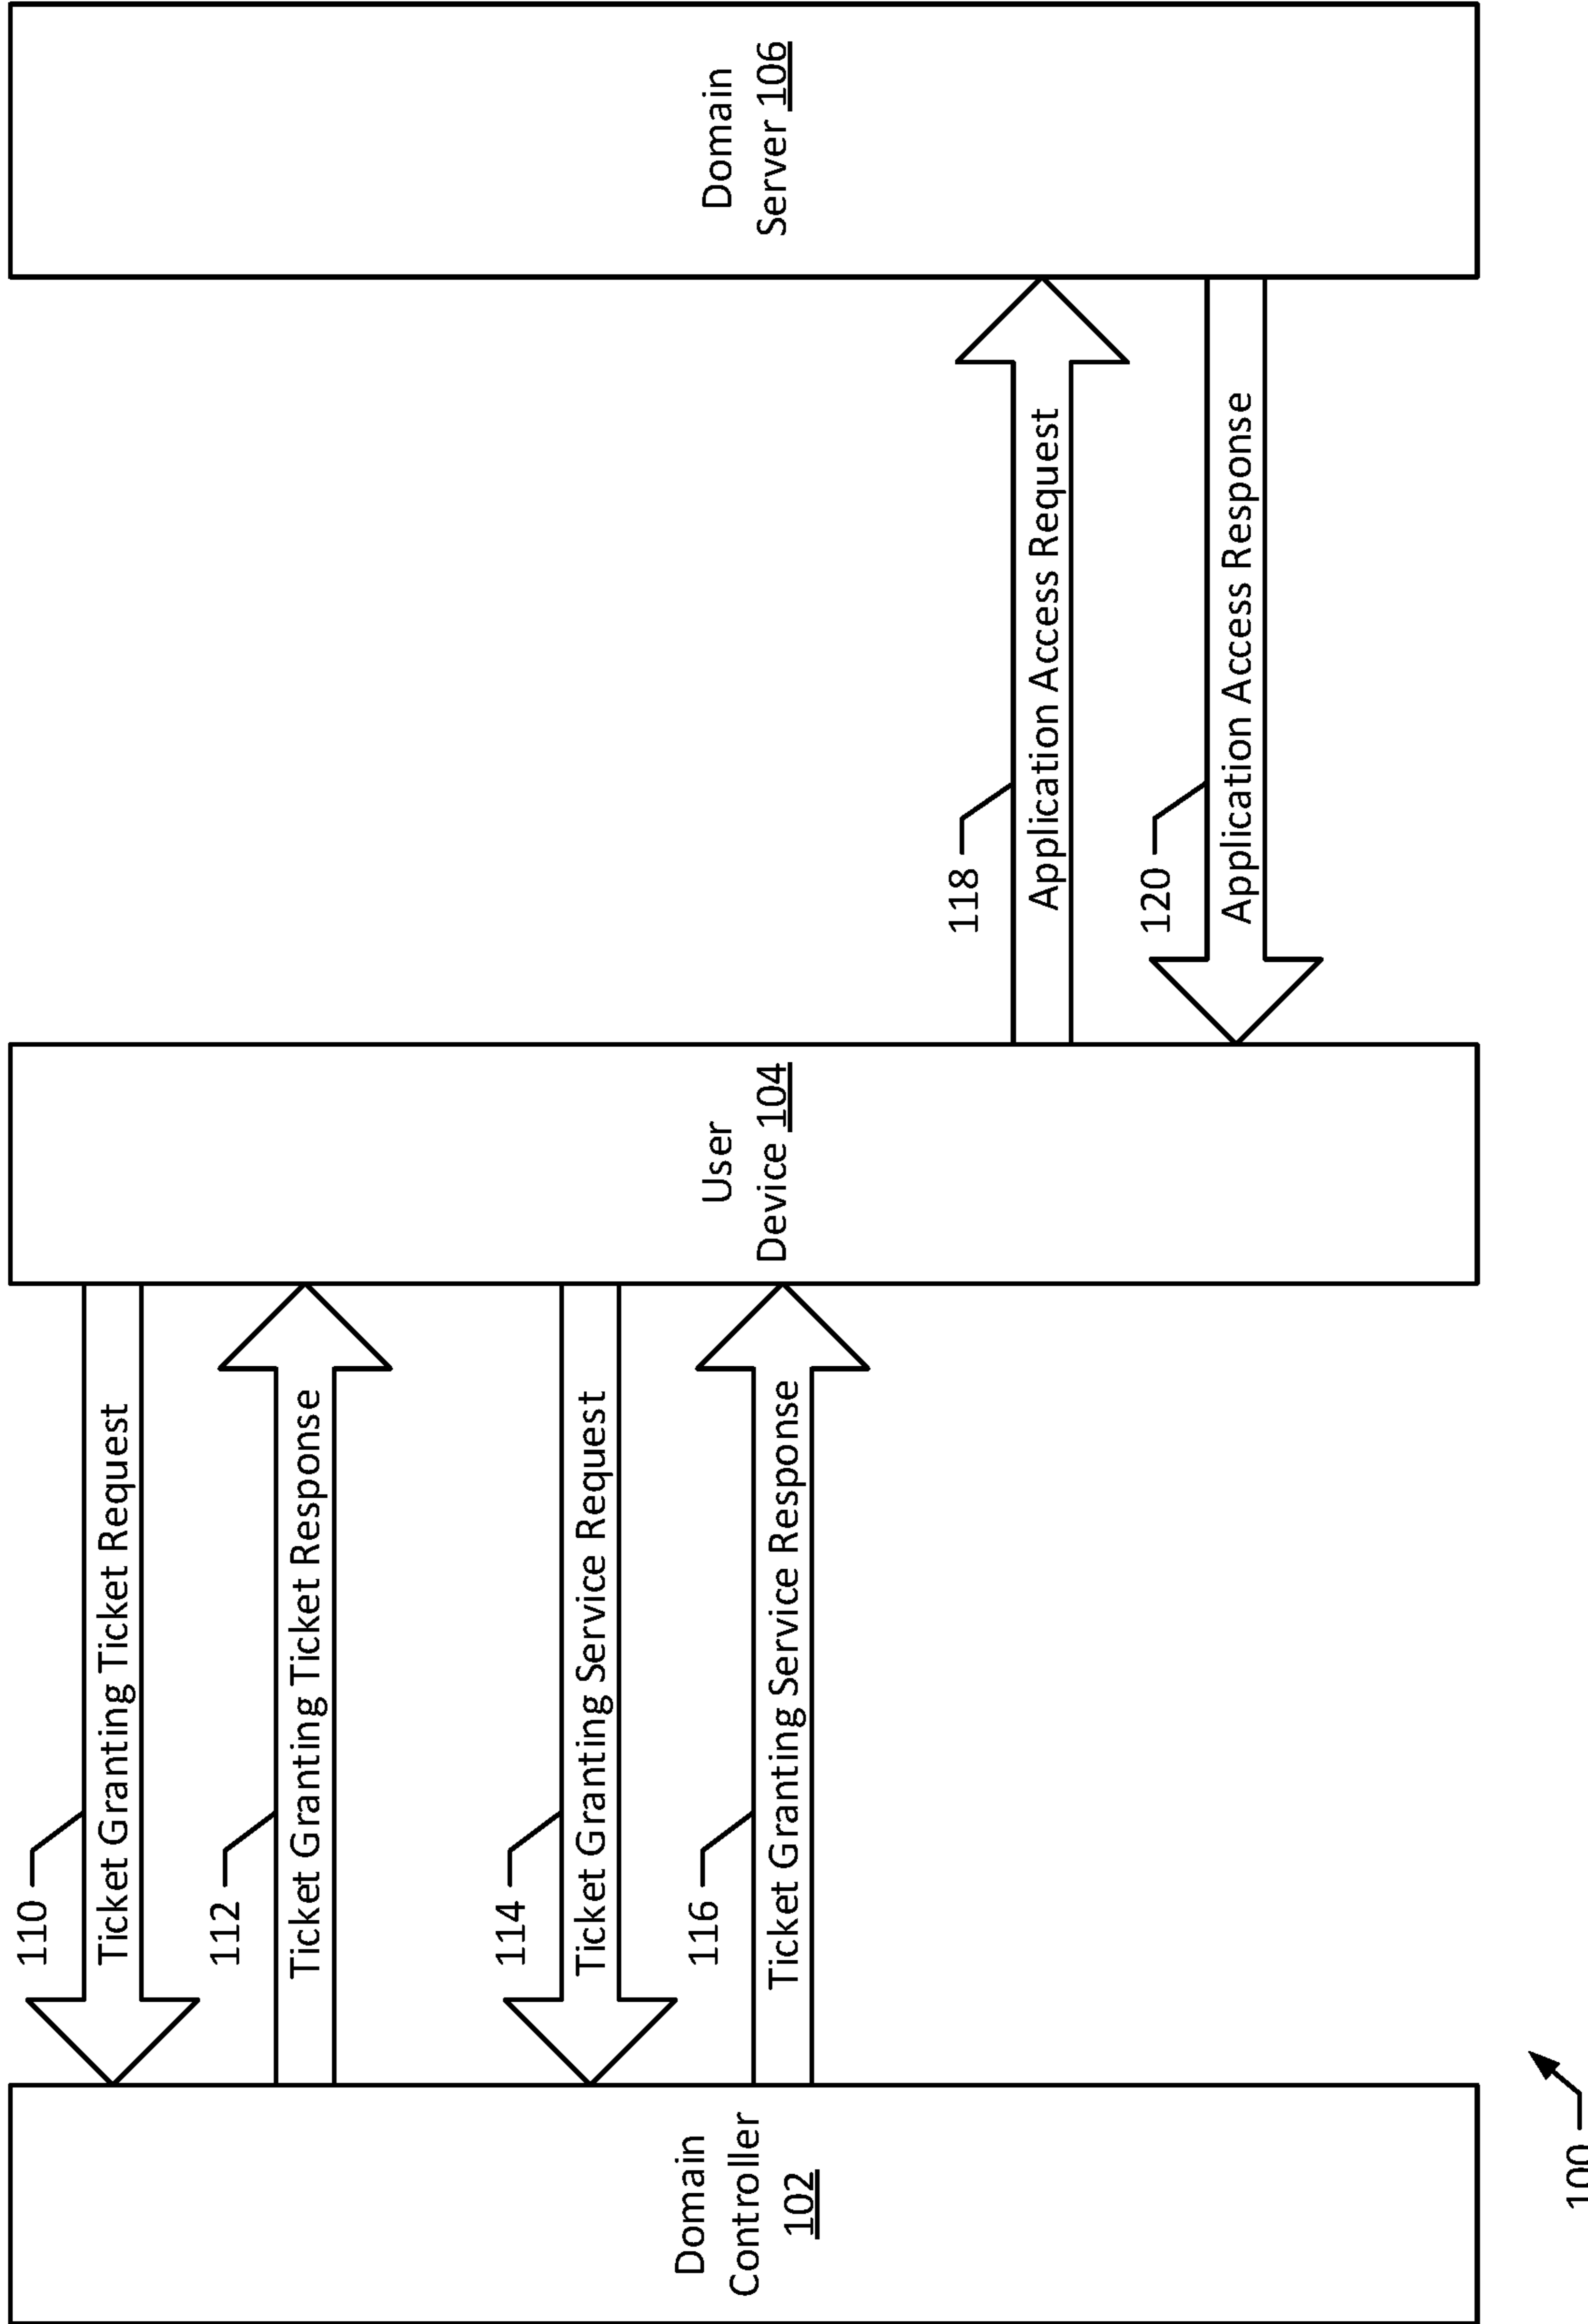 110
Ticket Granting Ticket Request
112
Ticket Granting Ticket Response
114
Ticket Granting Service Request
116
Ticket Granting Service Response
Domain
Controller
102
User
Device 104
Domain
Server 106
118
Application Access Request
120
Application Access Response
100